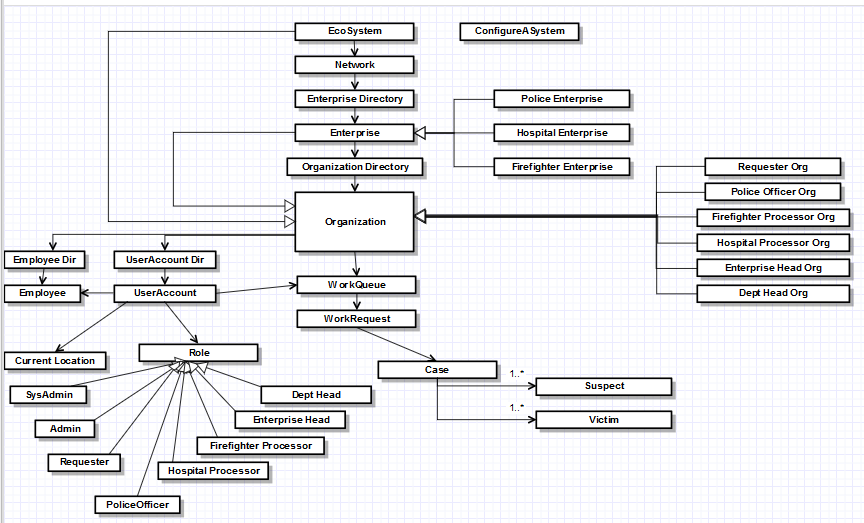 EcoSystem
ConfigureASystem
Network
Enterprise Directory
Police Enterprise
Enterprise
Hospital Enterprise
Organization Directory
Firefighter Enterprise
Requester Org
Police Officer Org
Organization
Firefighter Processor Org
Hospital Processor Org
Employee Dir
UserAccount Dir
Enterprise Head Org
WorkQueue
Employee
UserAccount
Dept Head Org
WorkRequest
Role
Current Location
Case
1..*
Suspect
SysAdmin
Dept Head
1..*
Victim
Enterprise Head
Admin
Firefighter Processor
Requester
Hospital Processor
PoliceOfficer